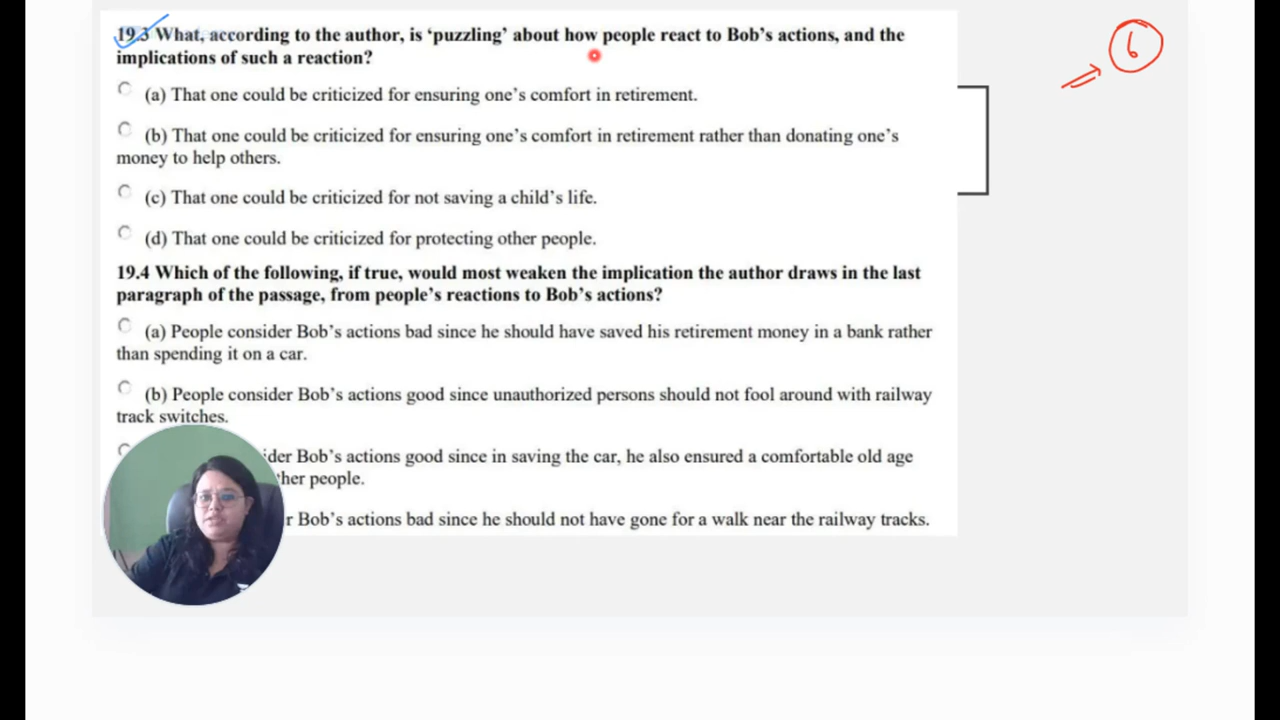 19.3 What, according to the author, is ‘puzzling’ about how people react to Bob’s actions, and the
implications of such a reaction?
6
(a) That one could be criticized for ensuring one’s comfort in retirement.
(b) That one could be criticized for ensuring one’s comfort in retirement rather than donating one’s
money to help others.
(c) That one could be criticized for not saving a child’s life.
(d) That one could be criticized for protecting other people.
19.4 Which of the following, if true, would most weaken the implication the author draws in the last
paragraph of the passage, from people’s reactions to Bob’s actions?
(a) People consider Bob’s actions bad since he should have saved his retirement money in a bank rather
than spending it on a car.
(b) People consider Bob’s actions good since unauthorized persons should not fool around with railway
track switches.
Bob’s actions good since in saving the car, he also ensured a comfortable old age
people.
Bob’s actions bad since he should not have gone for a walk near the railway tracks.